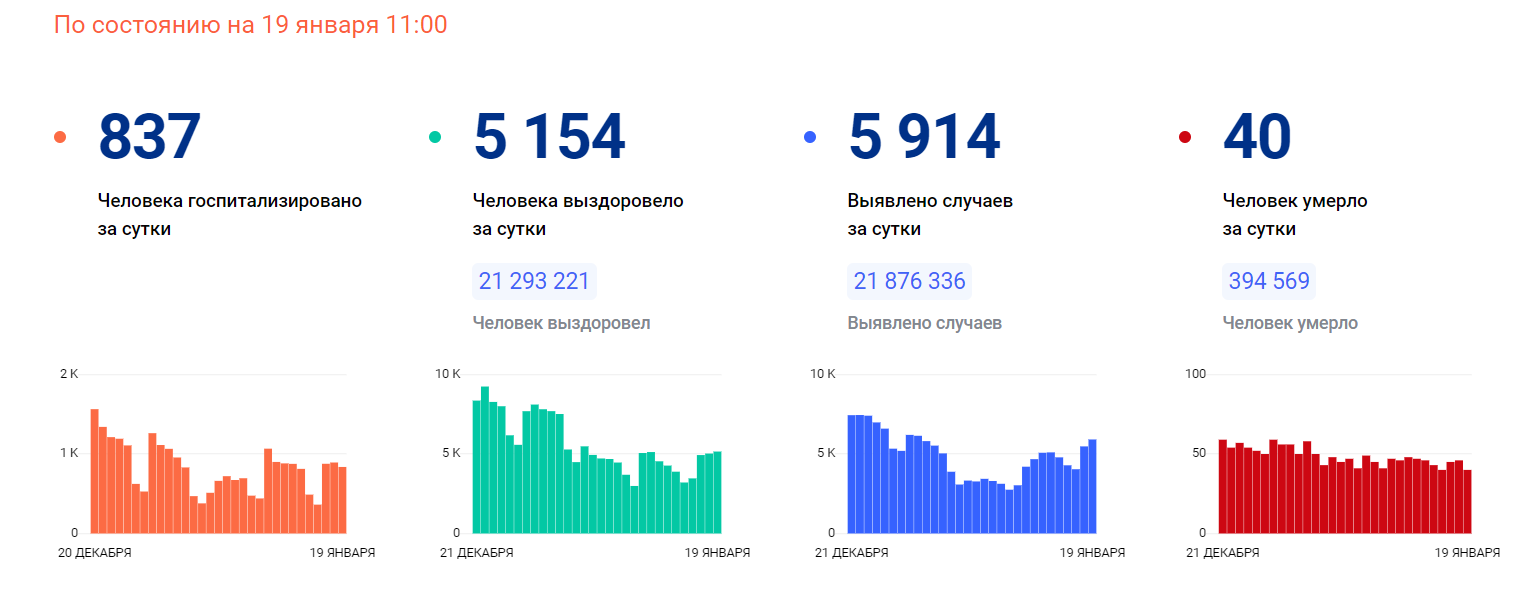 По состоянию на 19 января 11:00
837
Человека госпитализировано
за сутки
5 154
Человека выздоровело
за сутки
21 293 221
Человек выздоровел
5 914
Выявлено случаев
за сутки
21 876 336
Выявлено случаев
40
Человек умерло
за сутки
394 569
Человек умерло
2 K
1 K
0
20 ДЕКАБРЯ
19 ЯНВАРЯ
10 K
5 K
0
21 ДЕКАБРЯ
19 ЯНВАРЯ
10 K
5 K
0
21 ДЕКАБРЯ
19 ЯНВАРЯ
100
50
0
21 ДЕКАБРЯ
19 ЯНВАРЯ